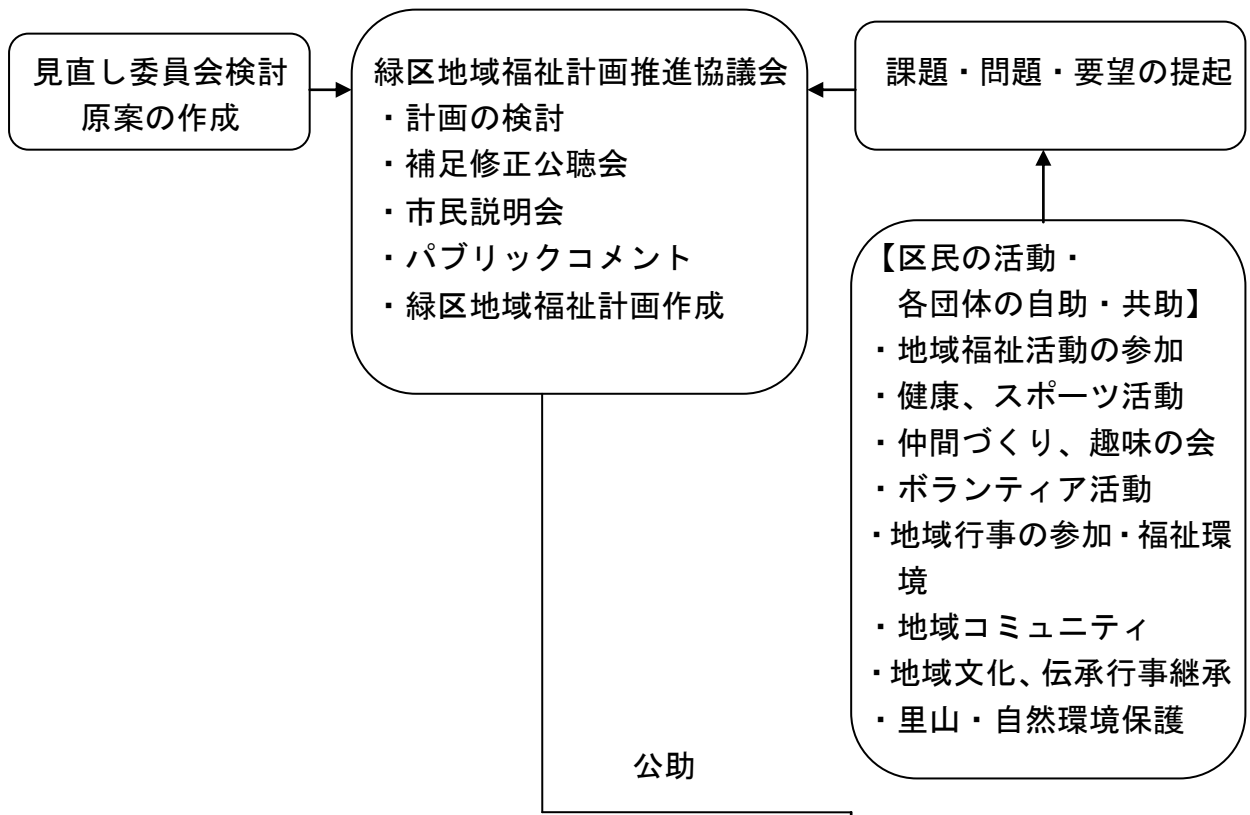 見直し委員会検討
原案の作成
緑区地域福祉計画推進協議会
・計画の検討
・補足修正公聴会
・市民説明会
・パブリックコメント
・緑区地域福祉計画作成
課題・問題・要望の提起
【区民の活動・
各団体の自助・共助】
・地域福祉活動の参加
・健康、スポーツ活動
・仲間づくり、趣味の会
・ボランティア活動
・地域行事の参加・福祉環
境
・地域コミュニティ
・地域文化、伝承行事継承
・里山・自然環境保護
公助